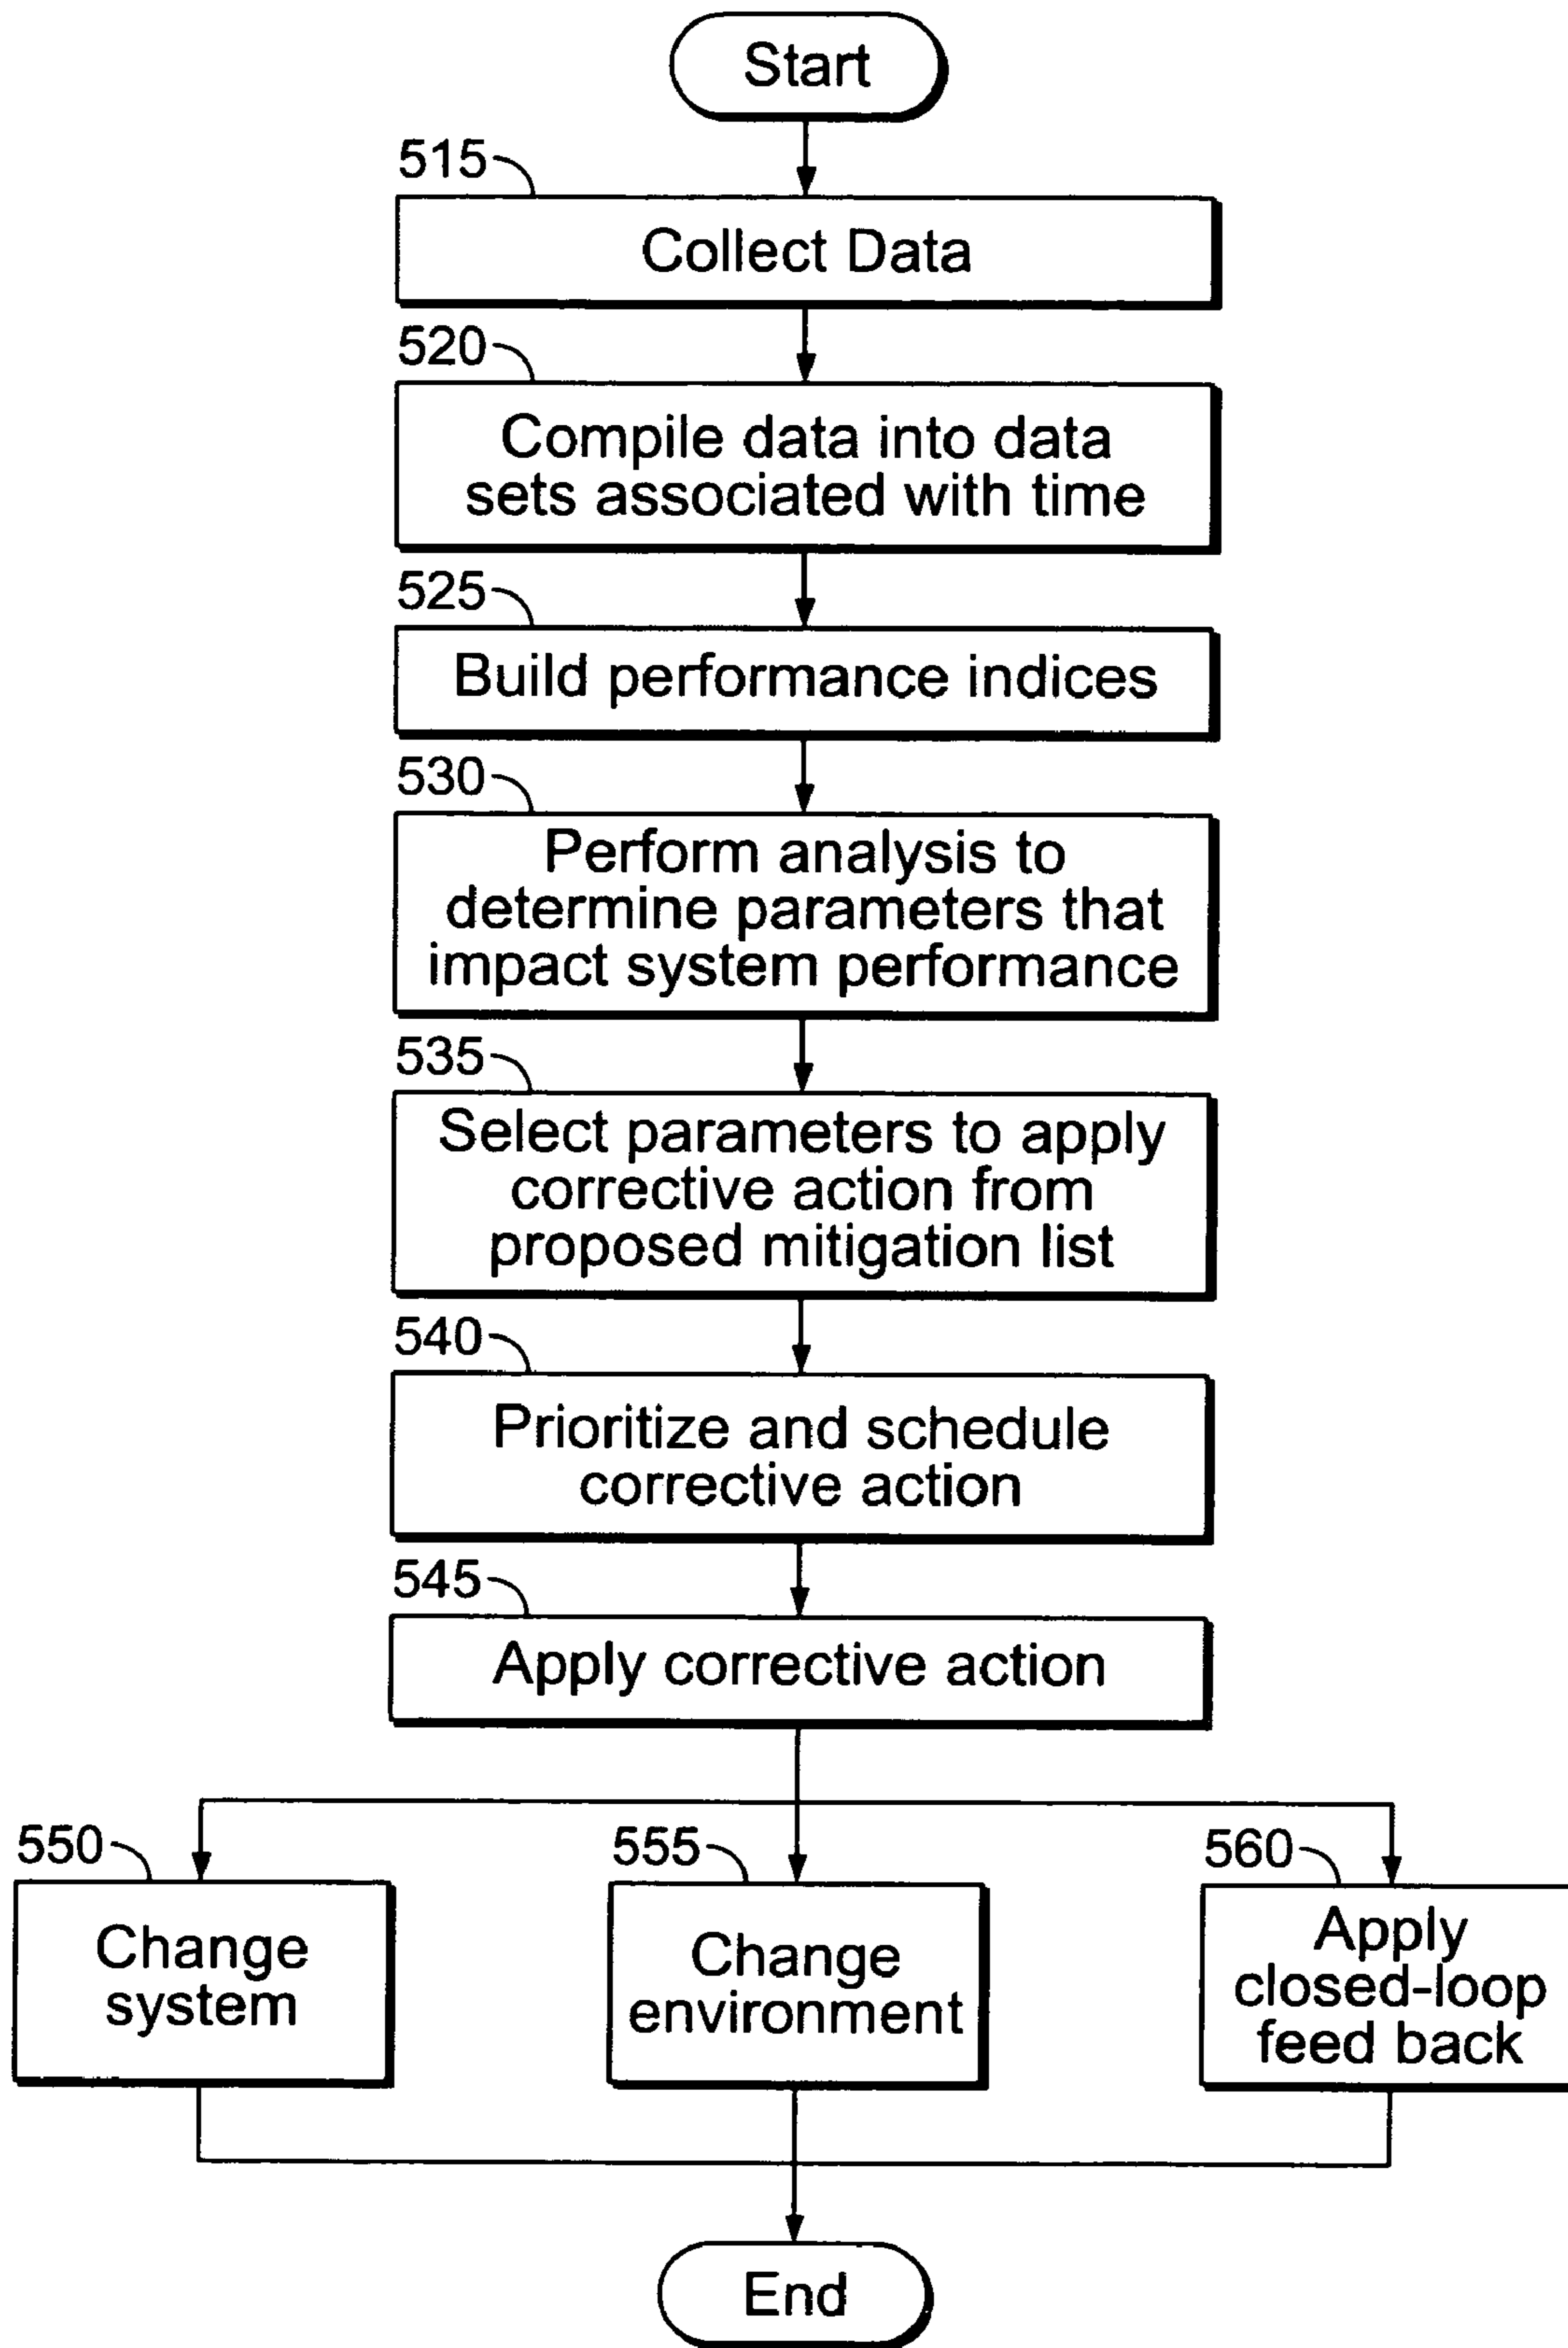 Start
515
Collect Data
520
Compile data into data
sets associated with time
525
Build performance indices
530
Perform analysis to
determine parameters that
impact system performance
535
Select parameters to apply
corrective action from
proposed mitigation list
540
Prioritize and schedule
corrective action
545
Apply corrective action
550
Change
system
555
Change
environment
560
Apply
closed-loop
feed back
End